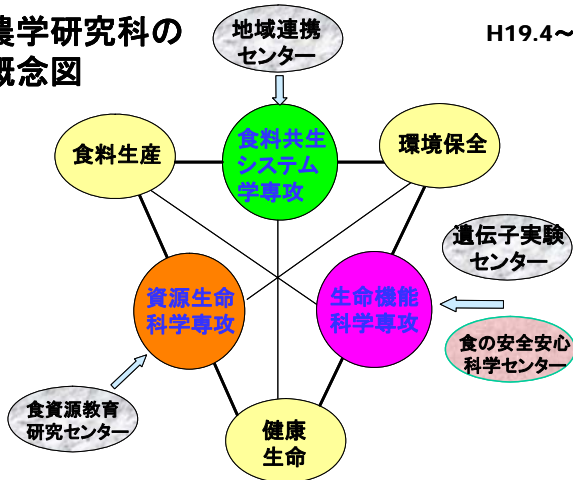 農学研究科の
概念図
H19.4～
地域連携
センター
食料生産
食料共生
システム
学専攻
環境保全
遺伝子実験
センター
資源生命
科学専攻
生命機能
科学専攻
食の安全安心
科学センター
食資源教育
研究センター
健康
生命